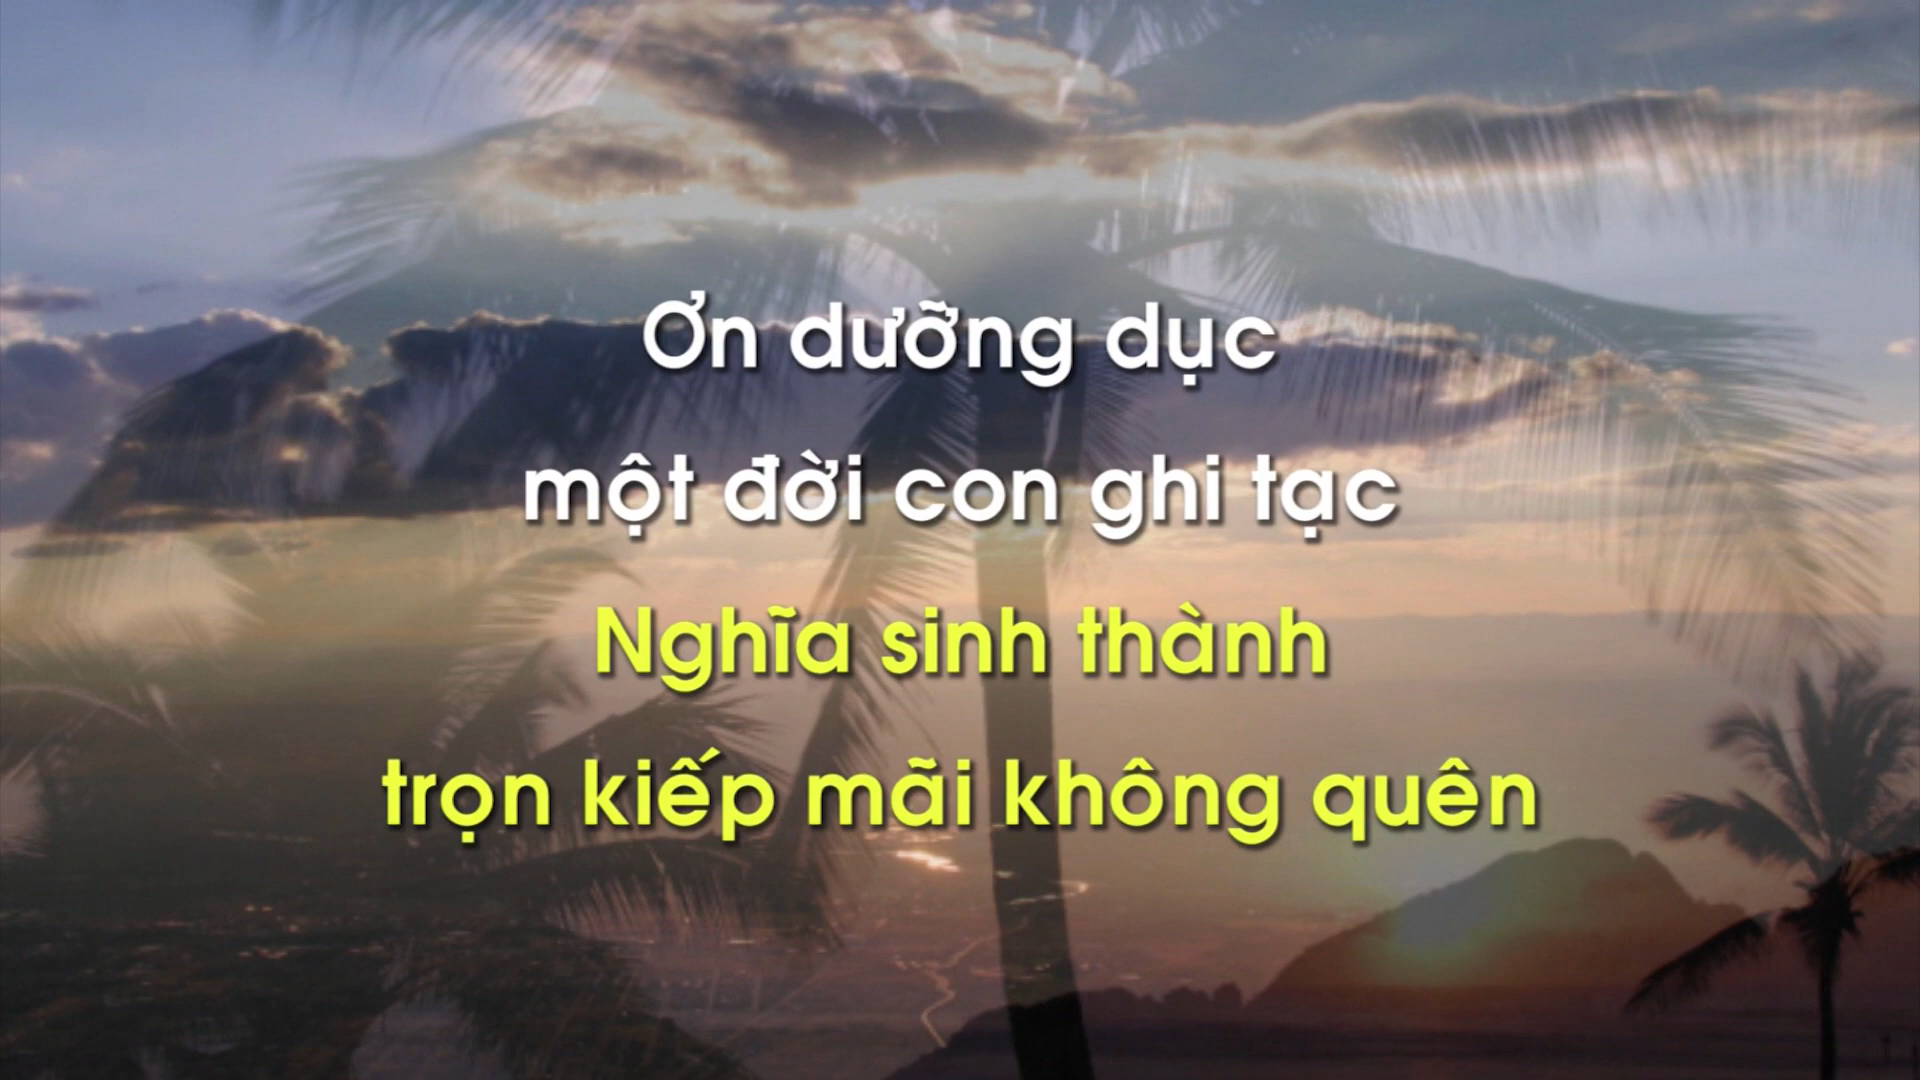 Ơn dưỡng dục
một đời con ghi tạc
Nghĩa sinh thành
trọn kiếp mãi không quên